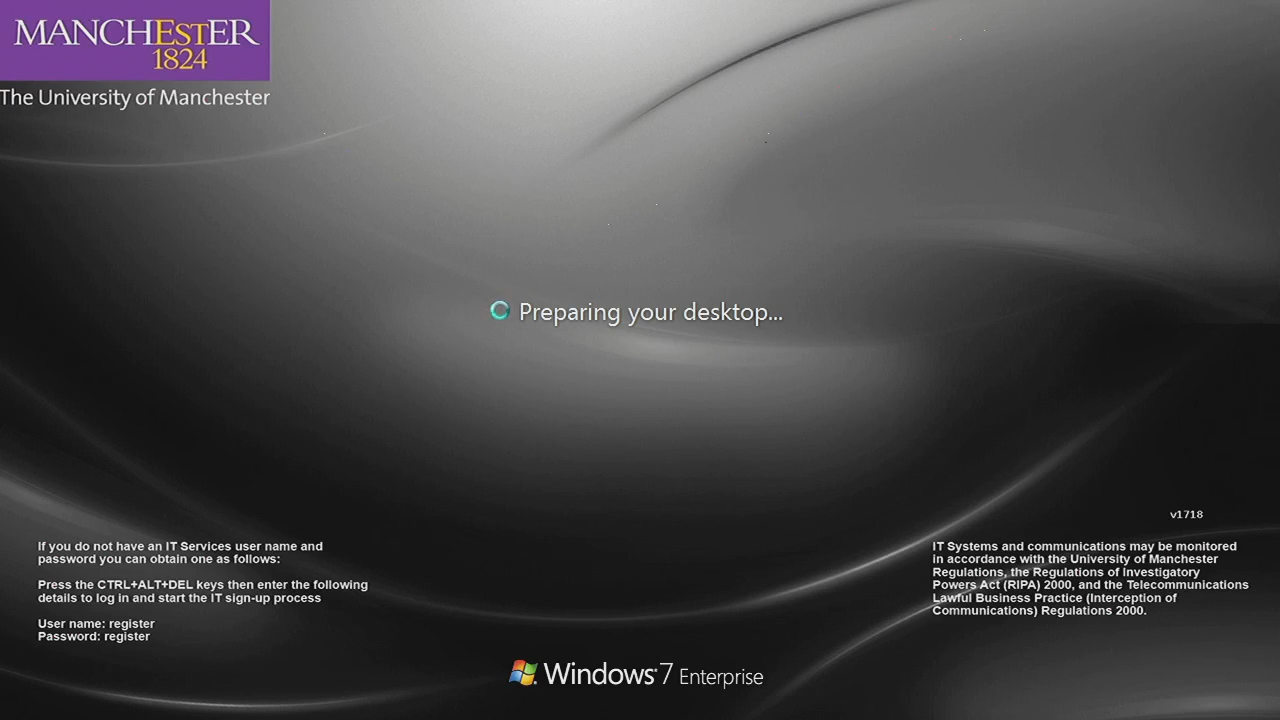 MANCHEstER
1824
The University of Manchester
Preparing your desktop...
v1718
If you do not have an IT Services user name and
password you can obtain one as follows:
Press the CTRL+ALT+DEL keys then enter the following
details to log in and start the IT sign-up process
User name: register
Password: register
IT Systems and communications may be monitored
in accordance with the University of Manchester
Regulations, the Regulations of Investigatory
Powers Act (RIPA) 2000, and the Telecommunications
Lawful Business Practice (Interception of
Communications) Regulations 2000.
Windows 7 Enterprise